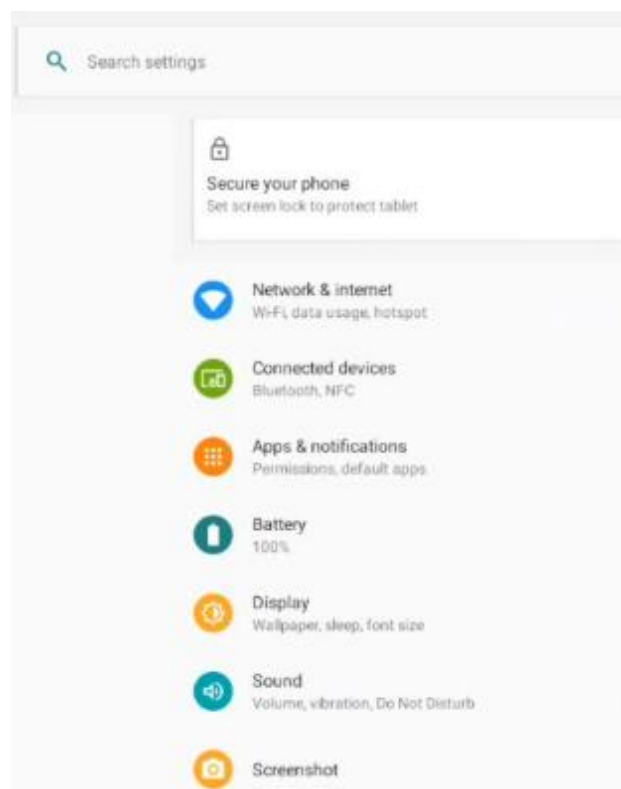 Search settings
Secure your phone
Set screen lock to protect tablet
Network & internet
Wi-Fi, data usage, hotspot
Connected devices
Bluetooth, NFC
Apps & notifications
Permissions, default apps
Battery
100%
Display
Wallpaper, sleep, font size
Sound
Volume, vibration, Do Not Disturb
Screenshot